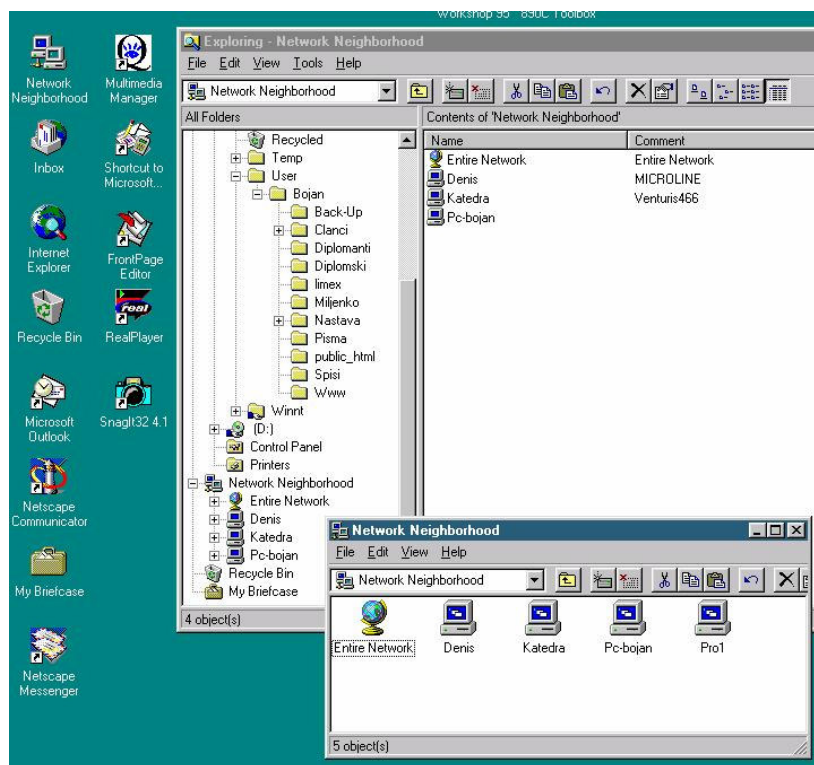 Workshop 95 890C Toolbox
Network Neighborhood
Multimedia Manager
Inbox
Shortcut to Microsoft...
Internet Explorer
FrontPage Editor
real
Recycle Bin
RealPlayer
Microsoft Outlook
SnagIt32 4.1
Netscape Communicator
My Briefcase
Netscape Messenger
Exploring - Network Neighborhood
File Edit View Tools Help
Network Neighborhood
All Folders
Contents of 'Network Neighborhood'
Recycled
Temp
User
Bojan
Back-Up
Clanci
Diplomanti
Diplomski
limex
Miljenko
Nastava
Pisma
public_html
Spisi
Www
Winnt
(D:)
Control Panel
Printers
Network Neighborhood
Entire Network
Denis
Katedra
Pc-bojan
Recycle Bin
My Briefcase
Name Comment
Entire Network Entire Network
Denis MICROLINE
Katedra Venturis466
Pc-bojan
4 object(s)
Network Neighborhood
File Edit View Help
Network Neighborhood
Entire Network Denis Katedra Pc-bojan Pro1
5 object(s)